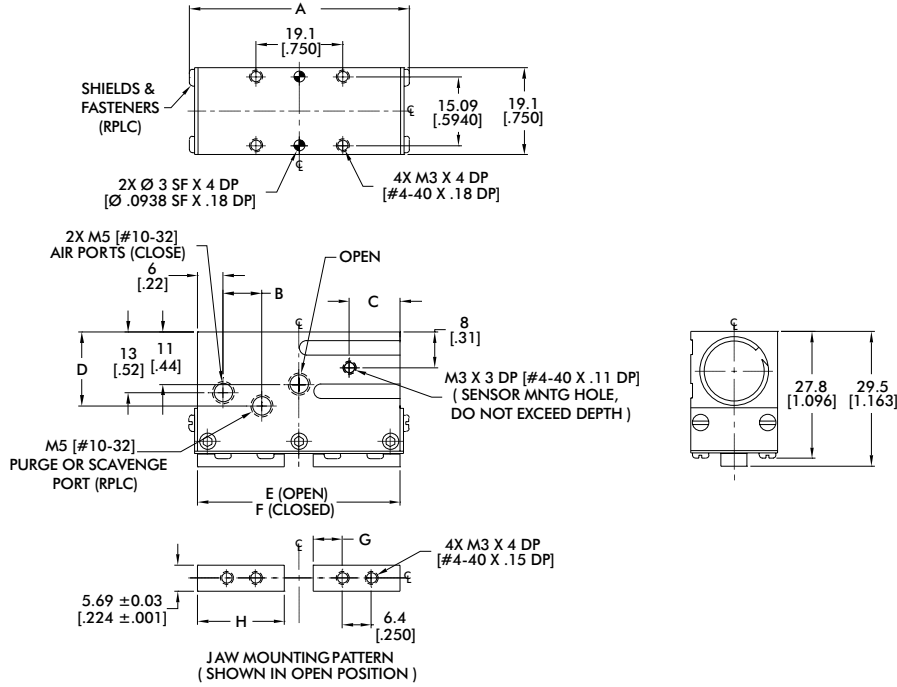 A
19.1
[.750]
SHIELDS &
FASTENERS
(RPLC)
15.09
[.5940]
19.1
[.750]
℄
℄
2X Ø 3 SF X 4 DP
[Ø .0938 SF X .18 DP]
4X M3 X 4 DP
[#4-40 X .18 DP]
2X M5 [#10-32]
AIR PORTS (CLOSE)
6
[.22]
B
OPEN
C
℄
D
13
[.52]
11
[.44]
8
[.31]
M3 X 3 DP [#4-40 X .11 DP]
( SENSOR MNTG HOLE,
DO NOT EXCEED DEPTH )
M5 [#10-32]
PURGE OR SCAVENGE
PORT (RPLC)
E (OPEN)
F (CLOSED)
℄
27.8
[1.096]
29.5
[1.163]
℄
G
4X M3 X 4 DP
[#4-40 X .15 DP]
℄
5.69 ±0.03
[.224 ±.001]
H
6.4
[.250]
JAW MOUNTING PATTERN
( SHOWN IN OPEN POSITION )